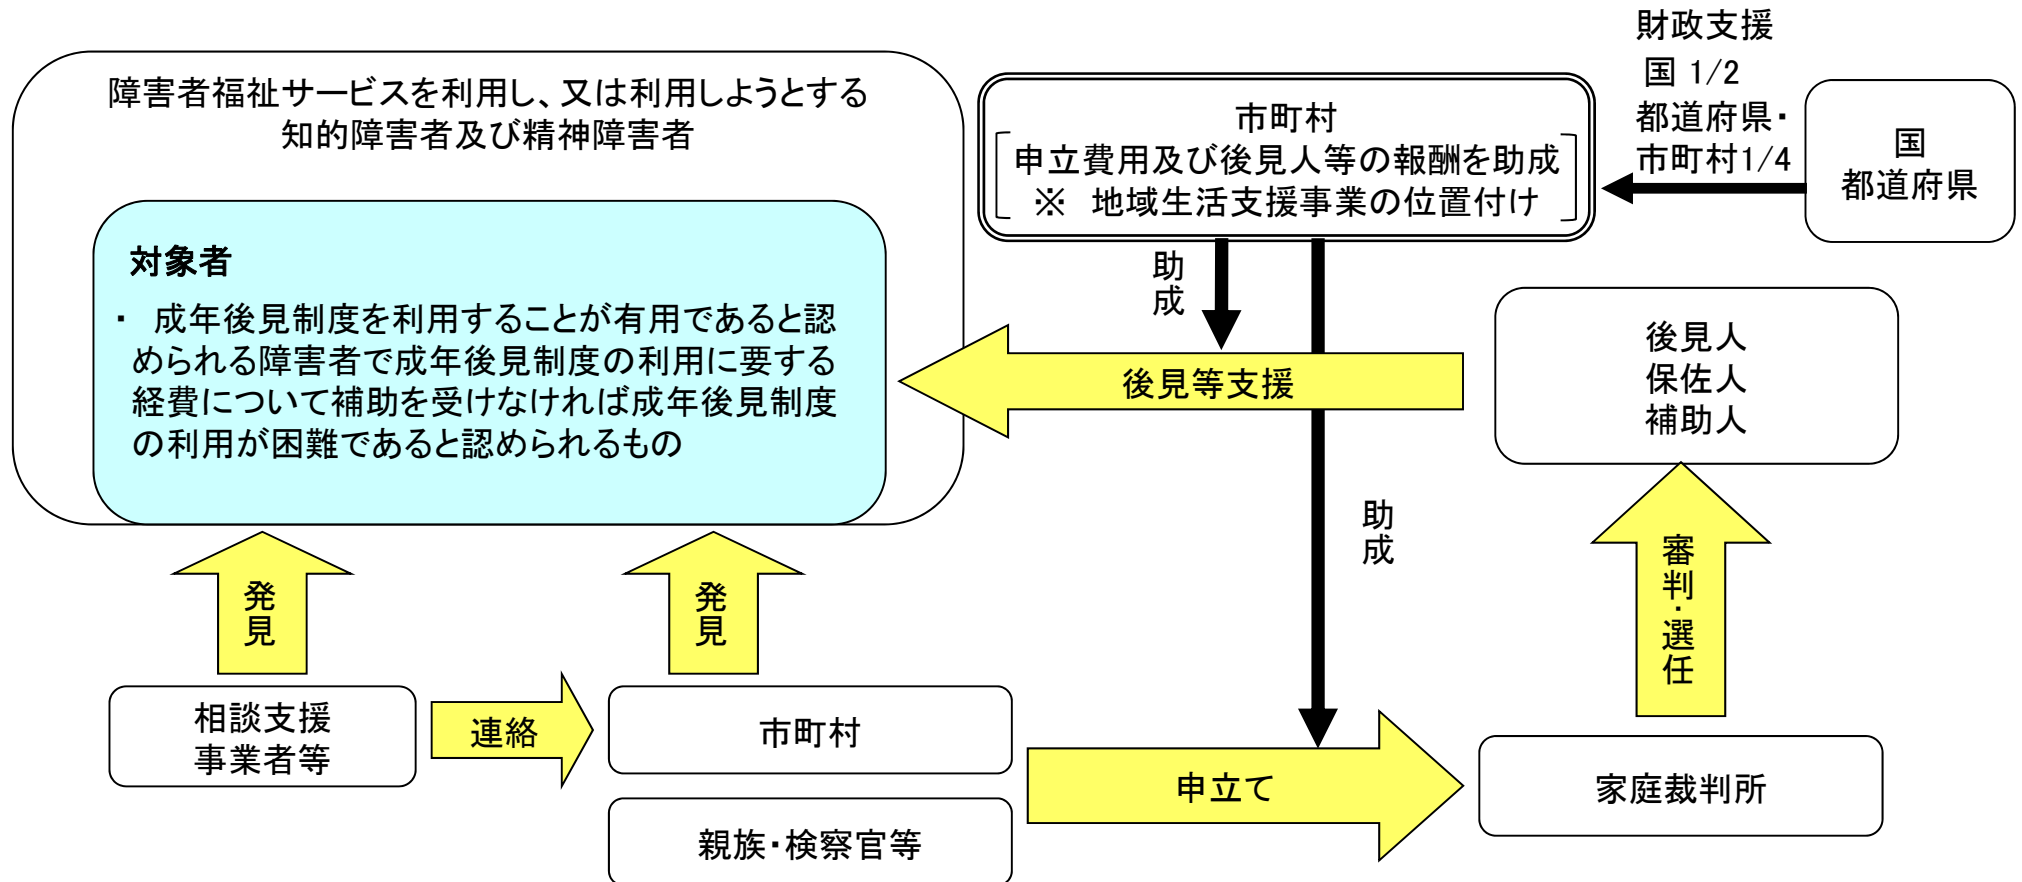 障害者福祉サービスを利用し、又は利用しようとする
知的障害者及び精神障害者
対象者
・ 成年後見制度を利用することが有用であると認
められる障害者で成年後見制度の利用に要する
経費について補助を受けなければ成年後見制度
の利用が困難であると認められるもの
市町村
申立費用及び後見人等の報酬を助成
※ 地域生活支援事業の位置付け
財政支援
国 1/2
都道府県・
市町村1/4
国
都道府県
助成
後見等支援
後見人
保佐人
補助人
助成
審判・選任
発見
発見
相談支援
事業者等
連絡
市町村
親族・検察官等
申立て
家庭裁判所